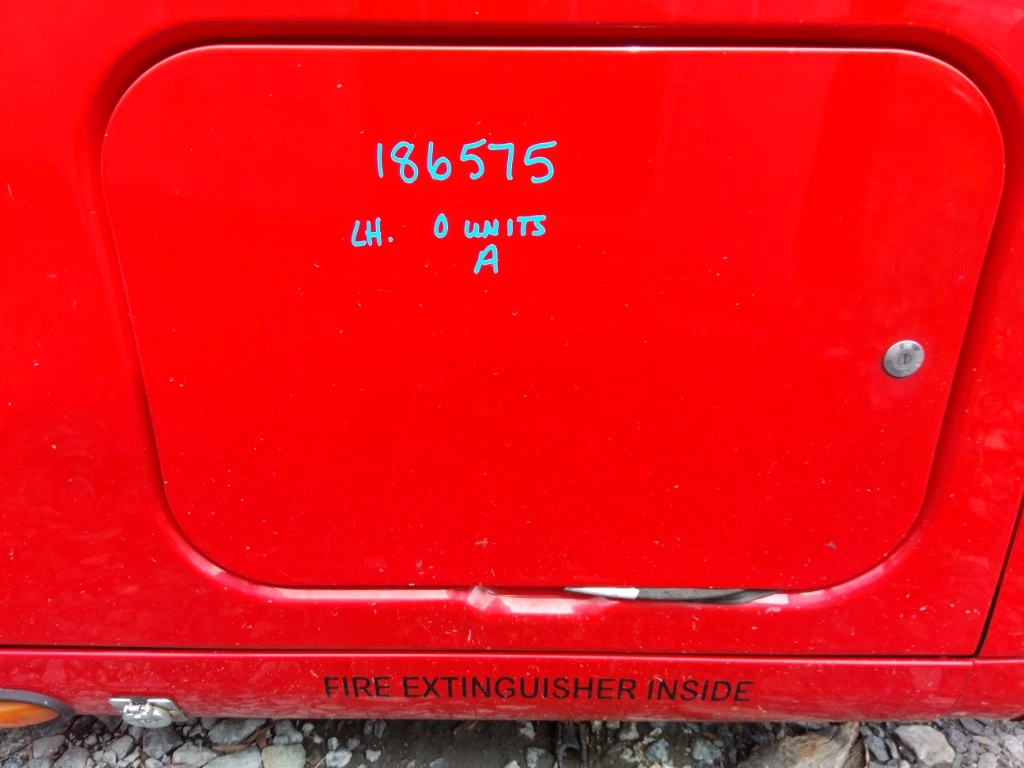 186575
LH. 0 UNITS
A
FIRE EXTINGUISHER INSIDE